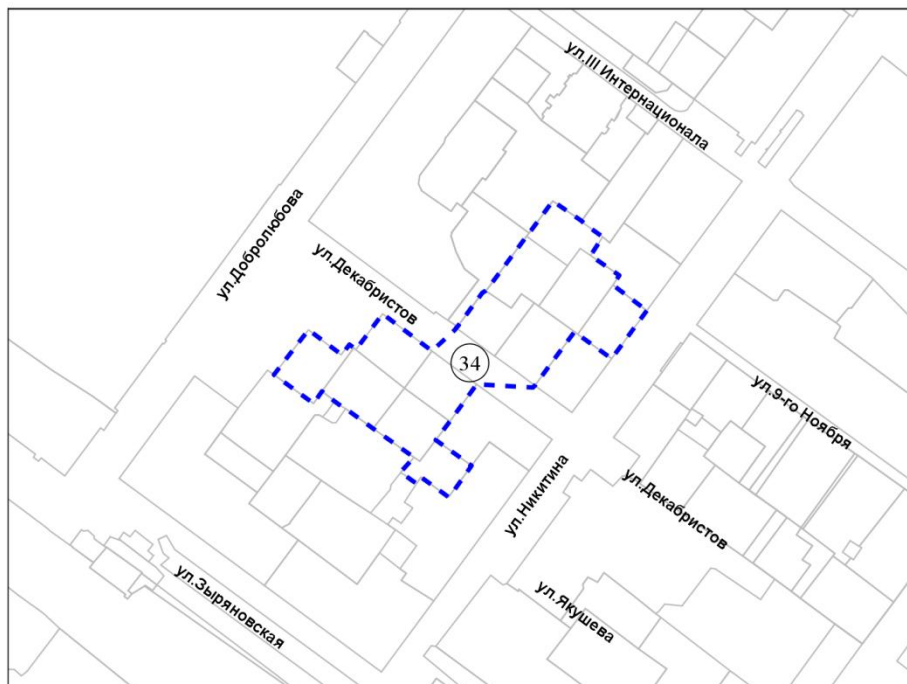 ул.III Интернационала
ул.Добролюбова
ул.Декабристов
34
ул.9-го Ноября
ул.Никитина
ул.Декабристов
ул.Зыряновская
ул.Якушева